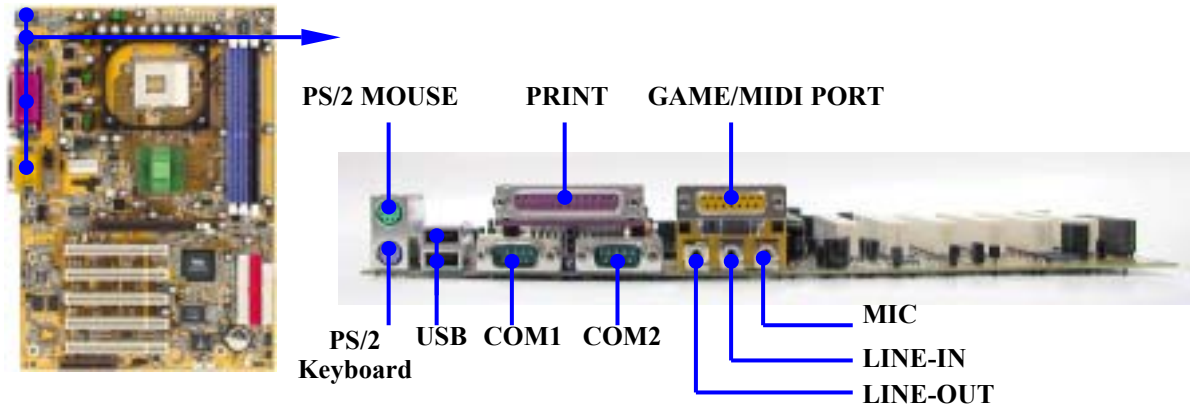 PS/2 MOUSE
PRINT
GAME/MIDI PORT
PS/2
Keyboard
USB
COM1
COM2
MIC
LINE-IN
LINE-OUT